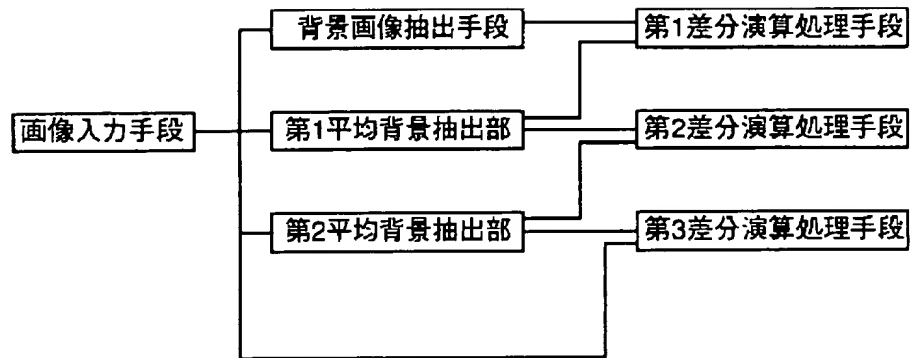 背景画像抽出手段
第1差分演算処理手段
画像入力手段
第1平均背景抽出部
第2差分演算処理手段
第2平均背景抽出部
第3差分演算処理手段